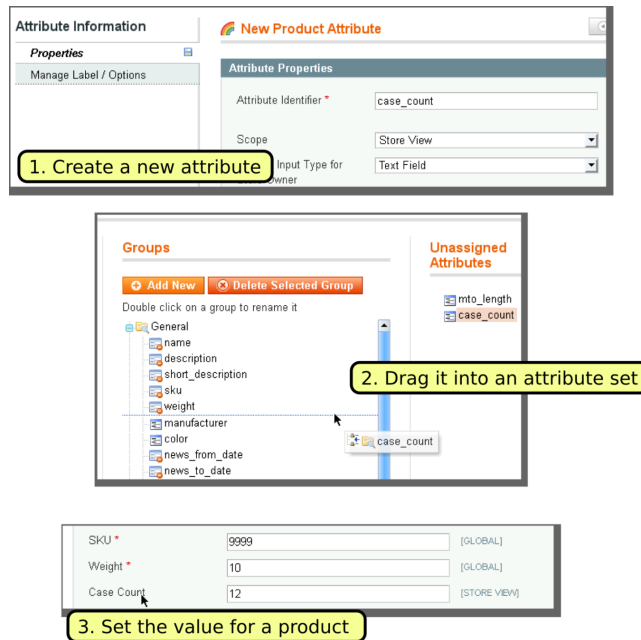 Attribute Information
Properties
Manage Label / Options
New Product Attribute
Attribute Properties
Attribute Identifier * case_count
Scope Store View
Input Type for Text Field
Owner
1. Create a new attribute
Groups
Add New Delete Selected Group
Double click on a group to rename it
General
name
description
short_description
sku
weight
manufacturer
color
news_from_date
news_to_date
Unassigned
Attributes
mto_length
case_count
2. Drag it into an attribute set
case_count
SKU * 9999 [GLOBAL]
Weight * 10 [GLOBAL]
Case Count 12 [STORE VIEW]
3. Set the value for a product